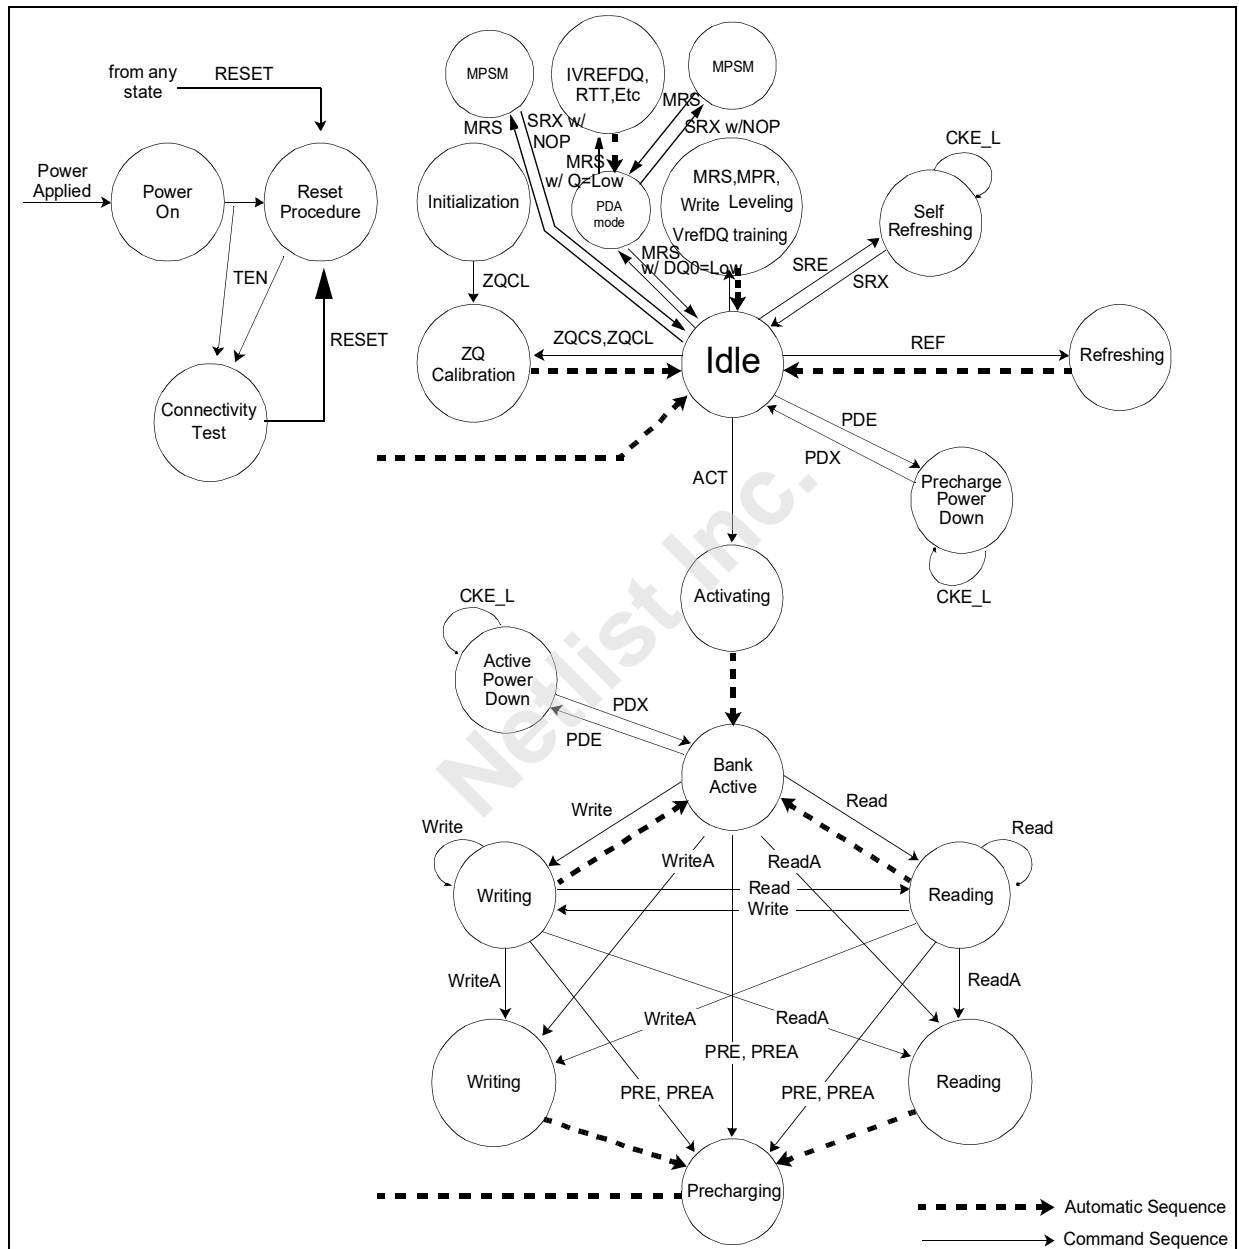 from any
state
RESET
Power
Applied
Power
On
Reset
Procedure
TEN
RESET
Connectivity
Test
MPSM
IVREFDQ,
RTT,Etc
MPSM
MRS
SRX w/
NOP
MRS
SRX w/NOP
MRS
w/ Q=Low
Initialization
PDA
mode
MRS,MPR,
Write Leveling
VrefDQ training
CKE_L
Self
Refreshing
MRS
w/ DQ0=Low
SRE
SRX
ZQCL
ZQ
Calibration
ZQCS,ZQCL
Idle
REF
Refreshing
PDE
PDX
ACT
Precharge
Power
Down
CKE_L
Activating
CKE_L
Active
Power
Down
PDX
PDE
Netlist Inc.
Bank
Active
Write
Read
Write
Read
WriteA
ReadA
Writing
Read
Write
Reading
WriteA
ReadA
WriteA
ReadA
PRE, PREA
Writing
Reading
PRE, PREA
PRE, PREA
Precharging
Automatic Sequence
Command Sequence